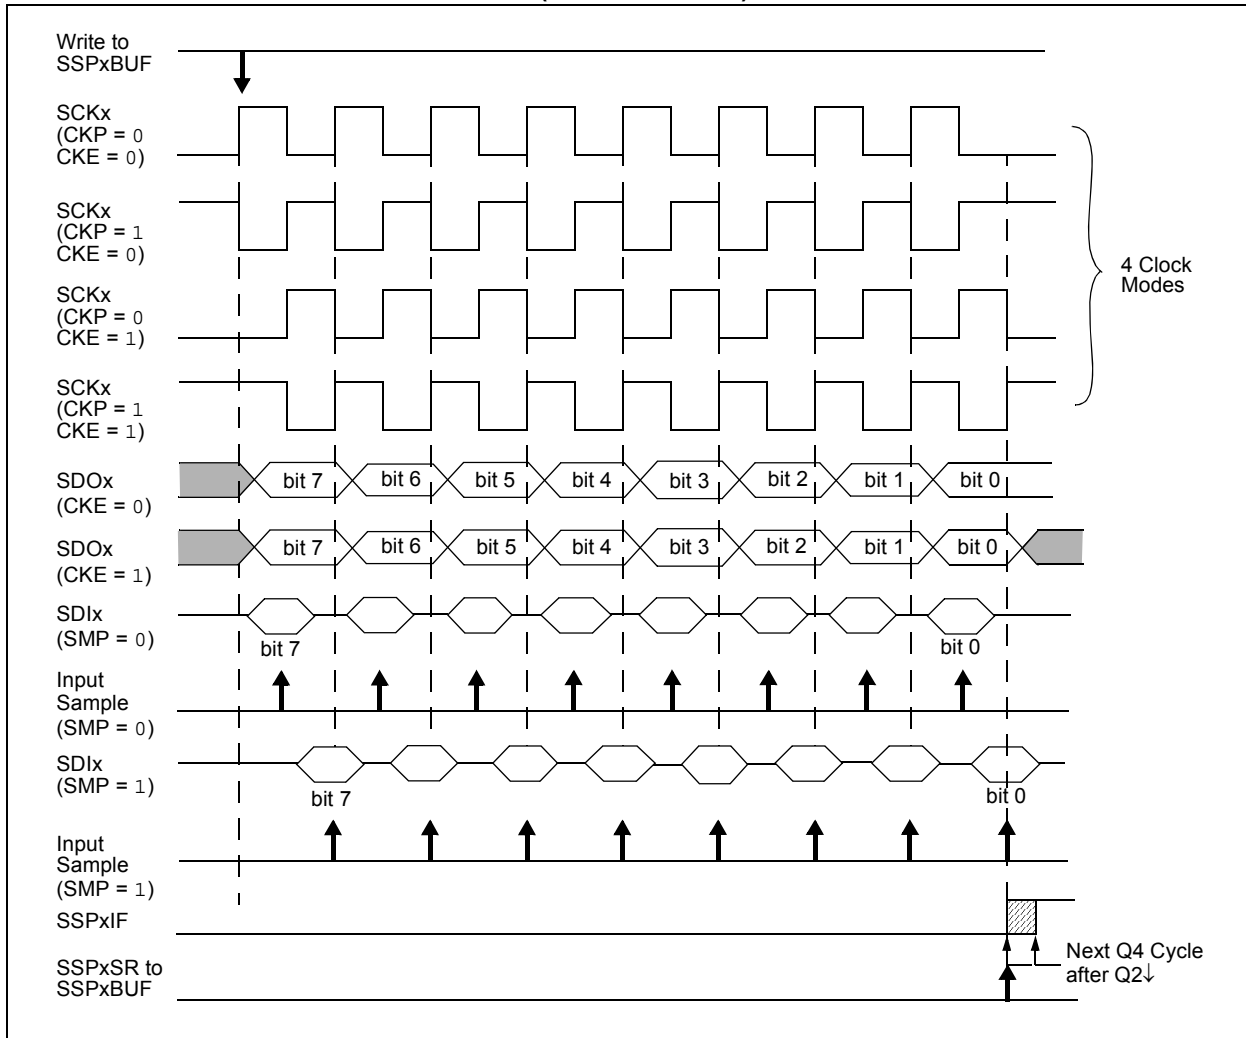 Write to
SSPxBUF
SCKx
(CKP = 0
CKE = 0)
SCKx
(CKP = 1
CKE = 0)
SCKx
(CKP = 0
CKE = 1)
SCKx
(CKP = 1
CKE = 1)
4 Clock
Modes
SDOx
(CKE = 0)
bit 7 bit 6 bit 5 bit 4 bit 3 bit 2 bit 1 bit 0
SDOx
(CKE = 1)
bit 7 bit 6 bit 5 bit 4 bit 3 bit 2 bit 1 bit 0
SDIx
(SMP = 0)
bit 7 bit 0
Input
Sample
(SMP = 0)
SDIx
(SMP = 1)
bit 7 bit 0
Input
Sample
(SMP = 1)
SSPxIF
Next Q4 Cycle
after Q2↓
SSPxSR to
SSPxBUF